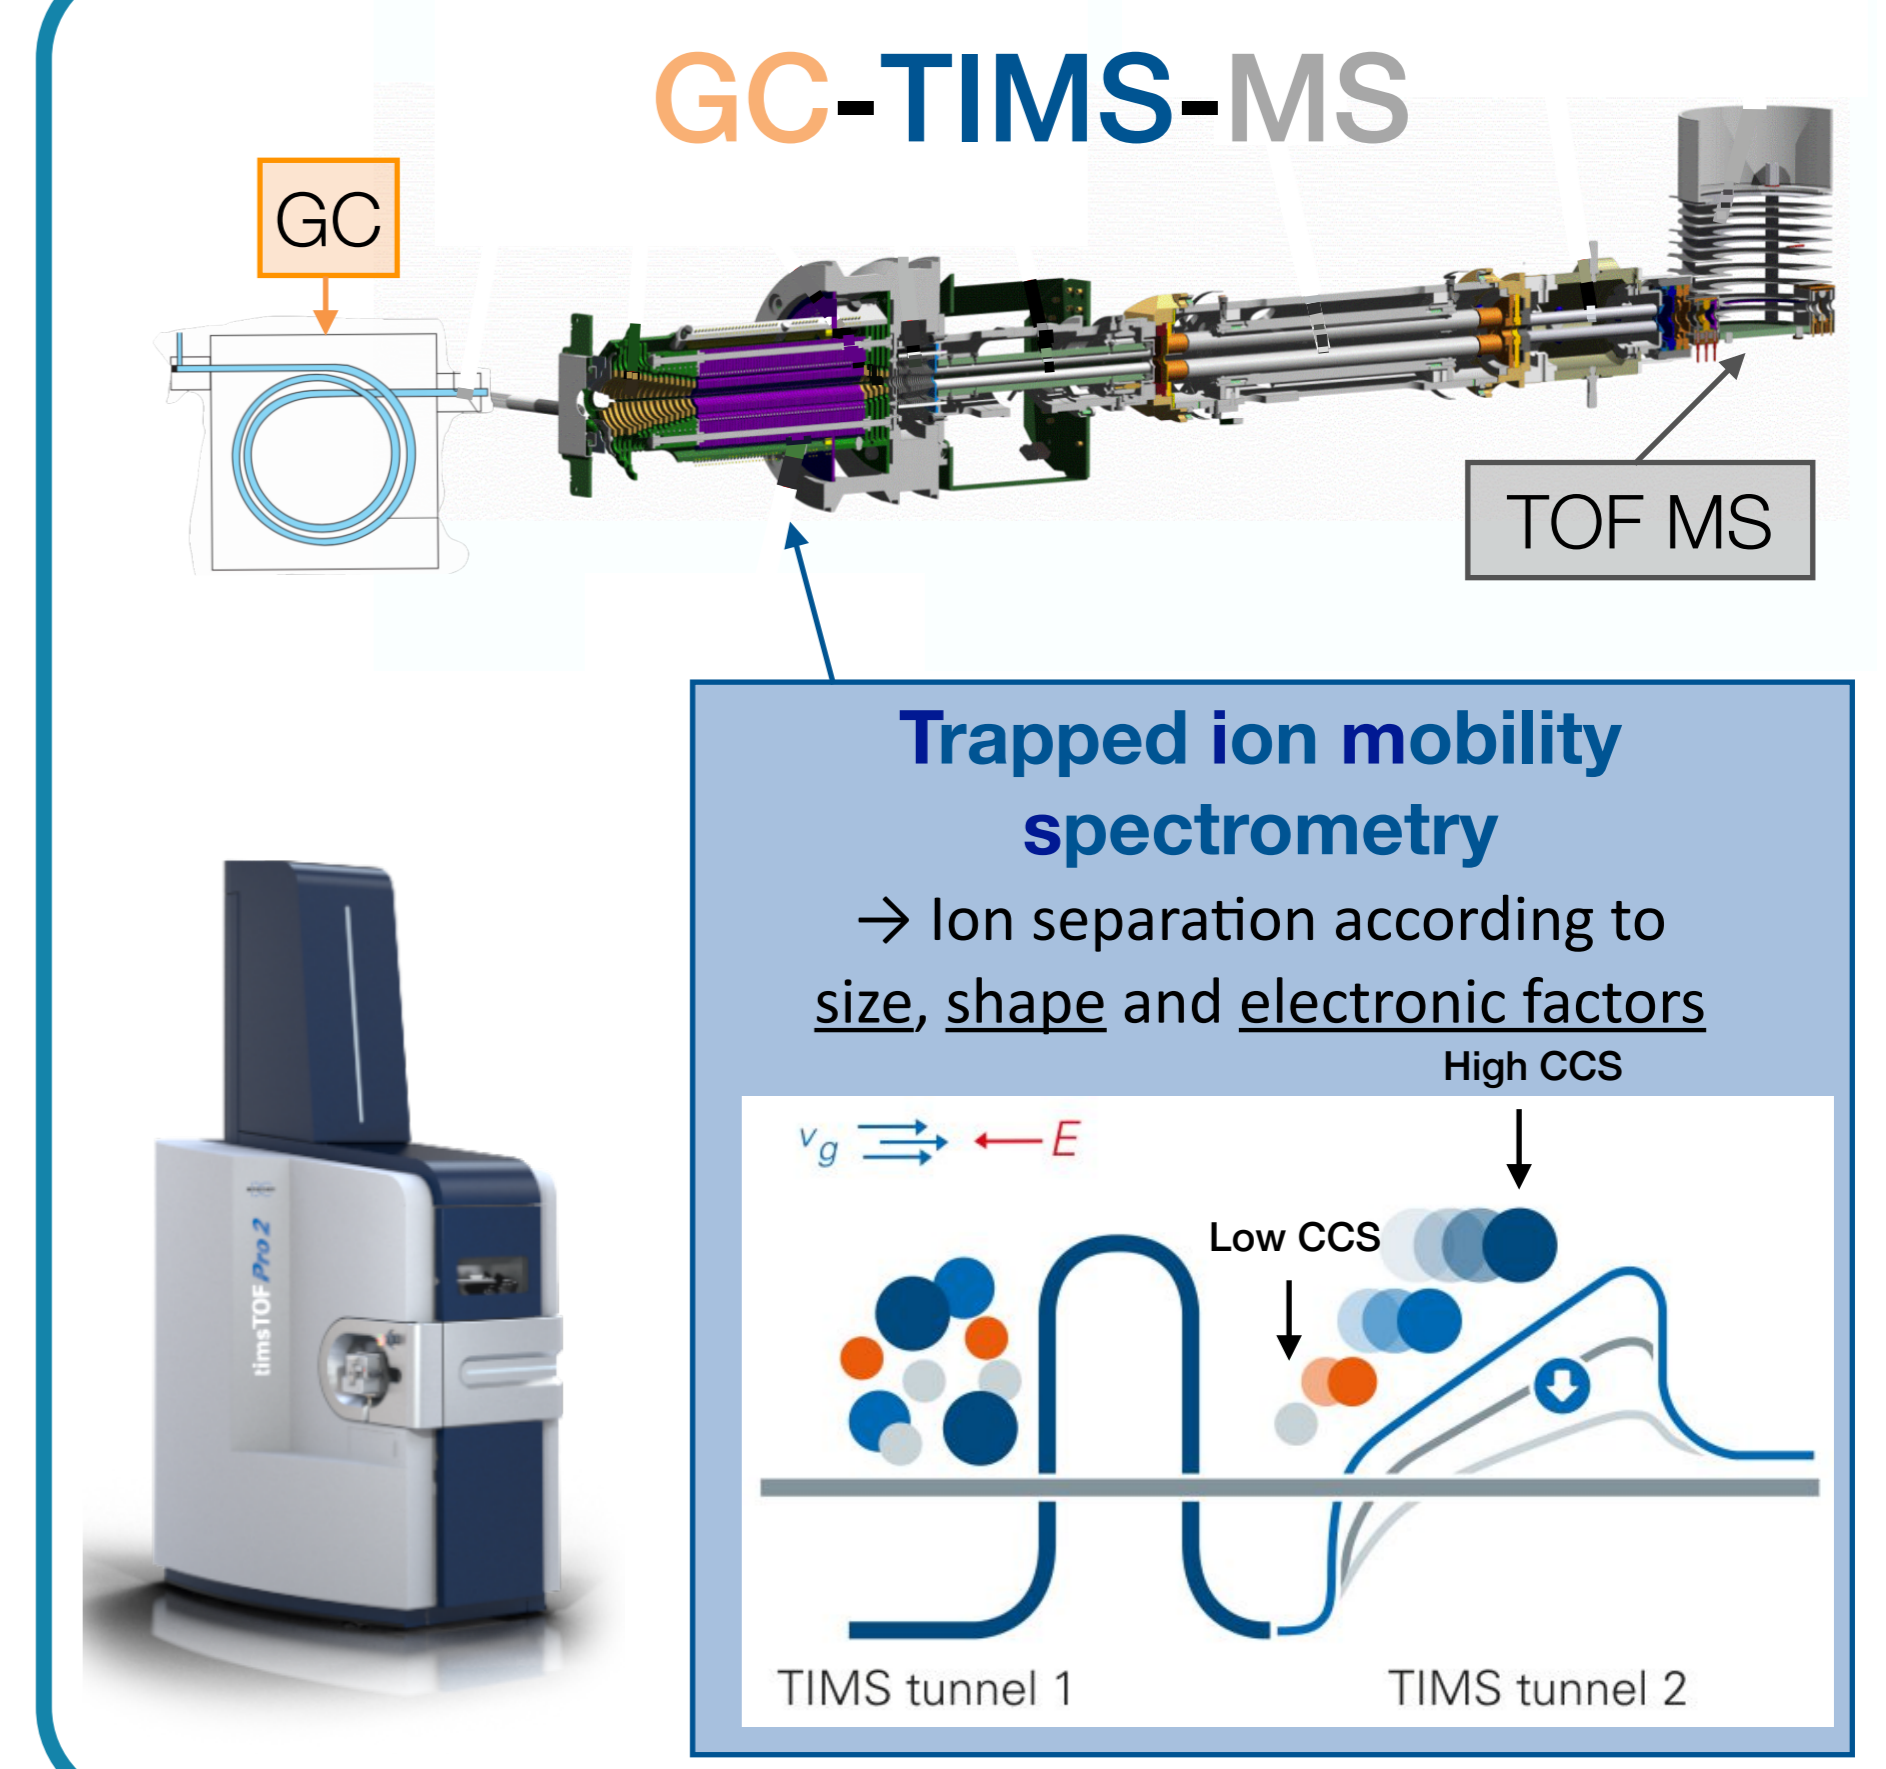 GC-TIMS-MS
GC
TOF MS
Trapped ion mobility
spectrometry
→ Ion separation according to
size, shape and electronic factors
High CCS
vg
E
Low CCS
timsTOF Pro 2
TIMS tunnel 1
TIMS tunnel 2